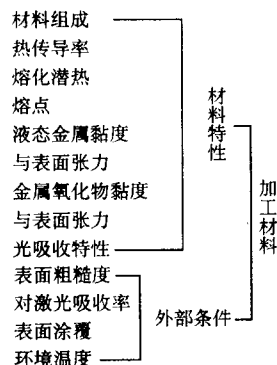 材料组成
热传导率
熔化潜热
熔点
液态金属黏度
与表面张力
金属氧化物黏度
与表面张力
光吸收特性
表面粗糙度
对激光吸收率
表面涂覆
环境温度
材料特性
外部条件
加工材料